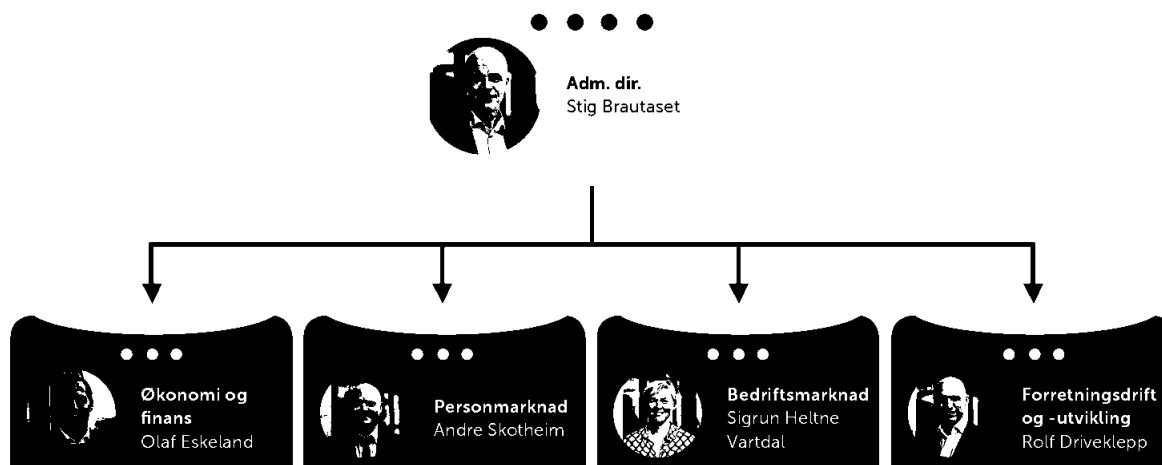 Adm. dir.
Stig Brautaset
Økonomi og
finans
Olaf Eskeland
Personmarknad
Andre Skotheim
Bedriftsmarknad
Sigrun Heltne
Vartdal
Forretningsdrift
og -utvikling
Rolf Driveklepp